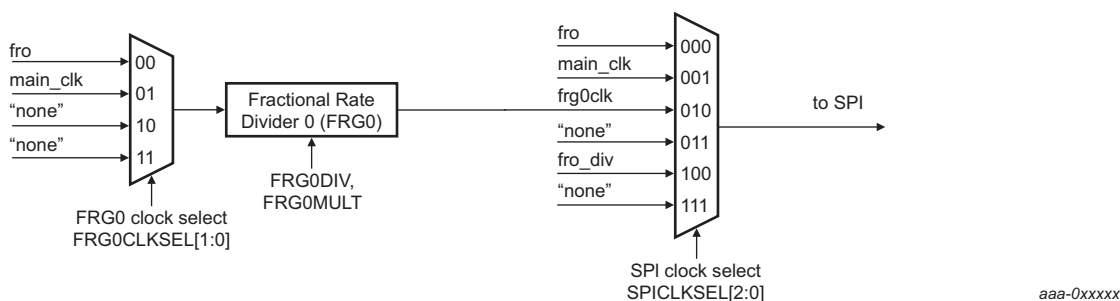 fro
00
main_clk
01
“none”
10
“none”
11
FRG0 clock select
FRG0CLKSEL[1:0]
Fractional Rate
Divider 0 (FRG0)
FRG0DIV,
FRG0MULT
fro
000
main_clk
001
frg0clk
010
“none”
011
fro_div
100
“none”
111
SPI clock select
SPICLKSEL[2:0]
to SPI
aaa-0xxxxx